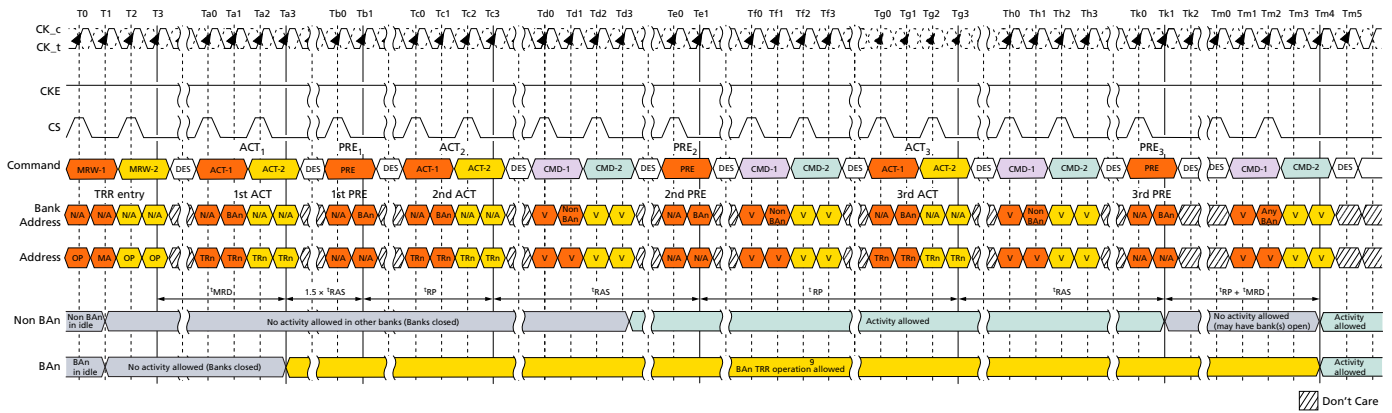 T0 T1 T2 T3 Ta0 Ta1 Ta2 Ta3 Tb0 Tb1 Tc0 Tc1 Tc2 Tc3 Td0 Td1 Td2 Td3 Te0 Te1 Tf0 Tf1 Tf2 Tf3 Tg0 Tg1 Tg2 Tg3 Th0 Th1 Th2 Th3 Tk0 Tk1 Tk2 Tm0 Tm1 Tm2 Tm3 Tm4 Tm5
CK_c
CK_t
CKE
CS
ACT1 PRE1 ACT2 PRE2 ACT3 PRE3
Command MRW-1 MRW-2 DES ACT-1 ACT-2 DES PRE DES ACT-1 ACT-2 DES CMD-1 CMD-2 DES PRE DES CMD-1 CMD-2 DES ACT-1 ACT-2 DES CMD-1 CMD-2 DES PRE DES DES CMD-1 CMD-2 DES
TRR entry 1st ACT 1st PRE 2nd ACT 2nd PRE 3rd ACT 3rd PRE
Bank Address N/A N/A N/A N/A N/A BAn N/A N/A N/A BAn N/A BAn N/A N/A V Non BAn V V N/A BAn V Non BAn V V N/A BAn N/A N/A V Non BAn V V N/A BAn V Any BAn V V
Address OP MA OP OP TRn TRn TRn TRn N/A N/A TRn TRn TRn TRn V V V V N/A N/A V V V V TRn TRn TRn TRn V V V V N/A N/A V V V V
tMRD 1.5 × tRAS tRP tRAS tRP tRAS tRP + tMRD
Non BAn Non BAn in idle No activity allowed in other banks (Banks closed) Activity allowed No activity allowed (may have bank(s) open) Activity allowed
BAn BAn in idle No activity allowed (Banks closed) 9 BAn TRR operation allowed Activity allowed
Don't Care